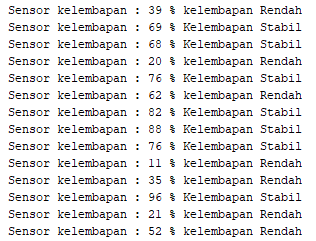 Sensor kelembapan : 39 % kelembapan Rendah
Sensor kelembapan : 69 % Kelembapan Stabil
Sensor kelembapan : 68 % Kelembapan Stabil
Sensor kelembapan : 20 % kelembapan Rendah
Sensor kelembapan : 76 % Kelembapan Stabil
Sensor kelembapan : 62 % kelembapan Rendah
Sensor kelembapan : 82 % Kelembapan Stabil
Sensor kelembapan : 88 % Kelembapan Stabil
Sensor kelembapan : 76 % Kelembapan Stabil
Sensor kelembapan : 11 % kelembapan Rendah
Sensor kelembapan : 35 % kelembapan Rendah
Sensor kelembapan : 96 % Kelembapan Stabil
Sensor kelembapan : 21 % kelembapan Rendah
Sensor kelembapan : 52 % kelembapan Rendah